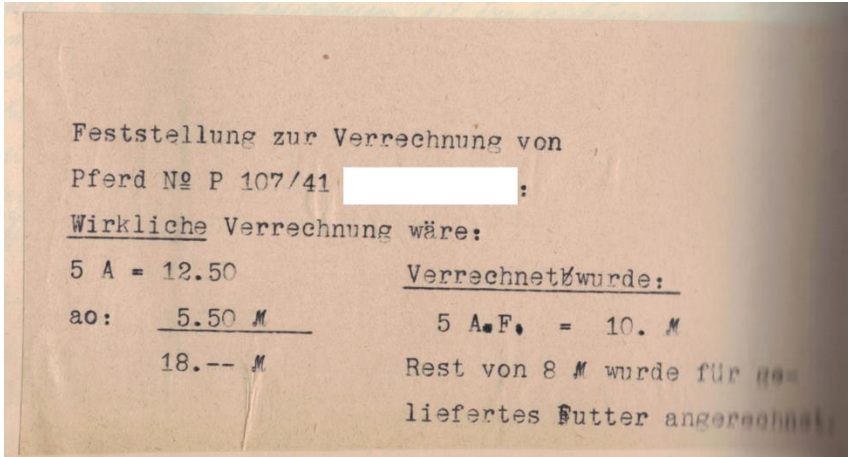 Feststellung zur Verrechnung von
Pferd № P 107/41 :
Wirkliche Verrechnung wäre:
5 A = 12.50
ao: 5.50 M
18.-- M
Verrechnet wurde:
5 A.F. = 10. M
Rest von 8 M wurde für ge-
liefertes Futter angerechnet.